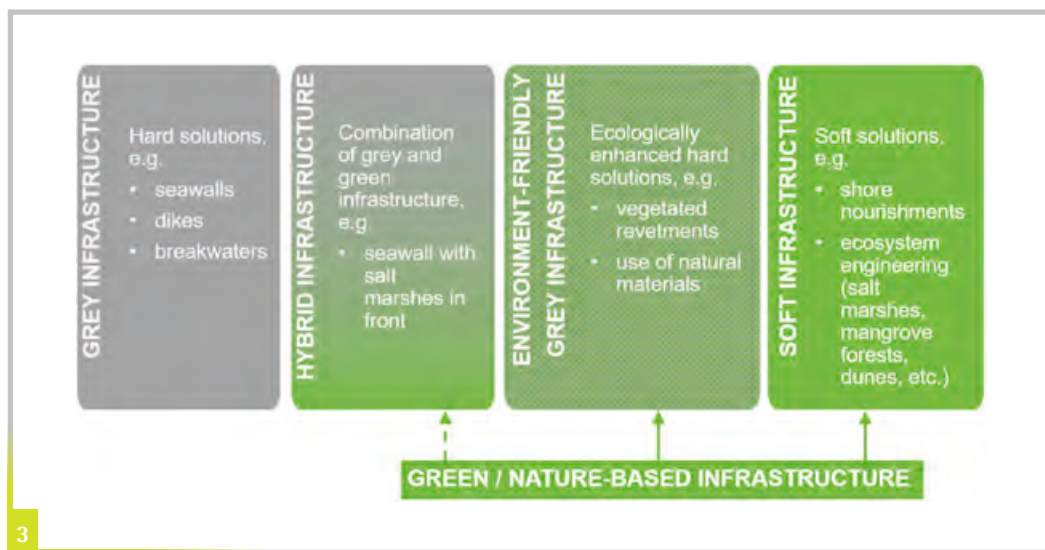 GREY INFRASTRUCTURE
Hard solutions,
e.g.
• seawalls
• dikes
• breakwaters
HYBRID INFRASTRUCTURE
Combination
of grey and
green
infrastructure,
e.g
• seawall with
salt
marshes in
front
ENVIRONMENT-FRIENDLY
GREY INFRASTRUCTURE
Ecologically
enhanced hard
solutions, e.g.
• vegetated
revetments
• use of natural
materials
SOFT INFRASTRUCTURE
Soft solutions,
e.g.
• shore
nourishments
• ecosystem
engineering
(salt
marshes,
mangrove
forests,
dunes, etc.)
GREEN / NATURE-BASED INFRASTRUCTURE
3